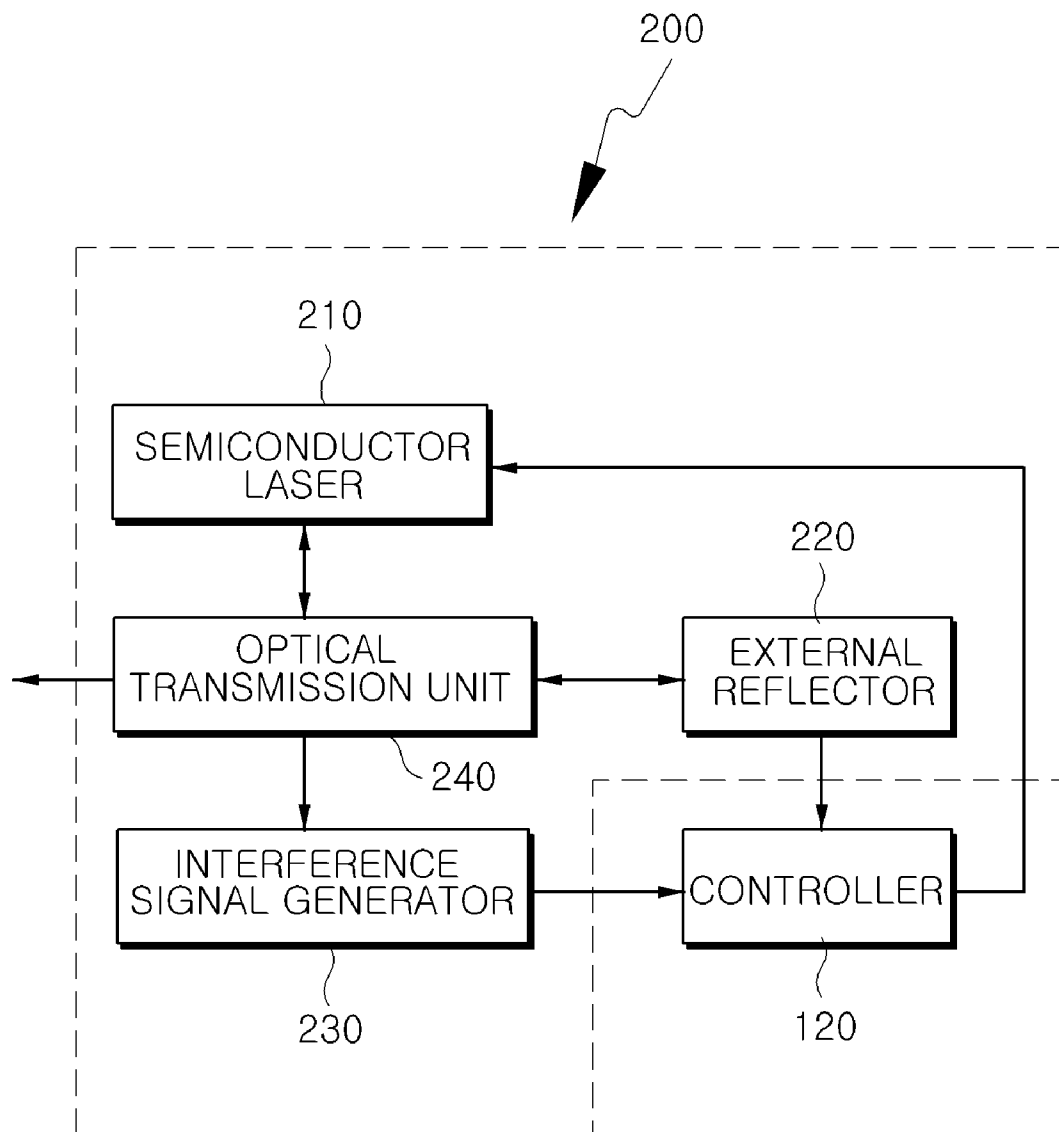 200
210
SEMICONDUCTOR
LASER
220
OPTICAL
TRANSMISSION UNIT
EXTERNAL
REFLECTOR
240
INTERFERENCE
SIGNAL GENERATOR
CONTROLLER
230
120